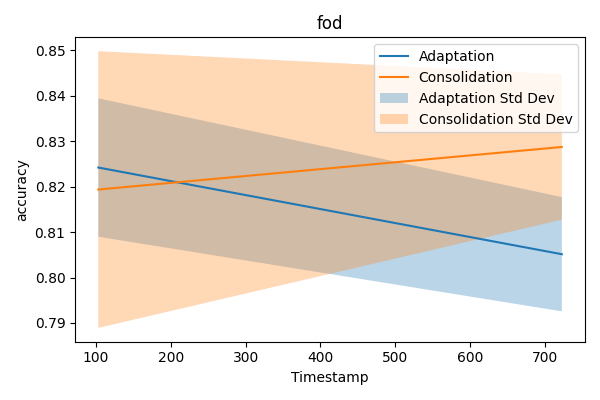 fod
Adaptation
Consolidation
Adaptation Std Dev
Consolidation Std Dev
accuracy
0.85
0.84
0.83
0.82
0.81
0.80
0.79
100 200 300 400 500 600 700
Timestamp